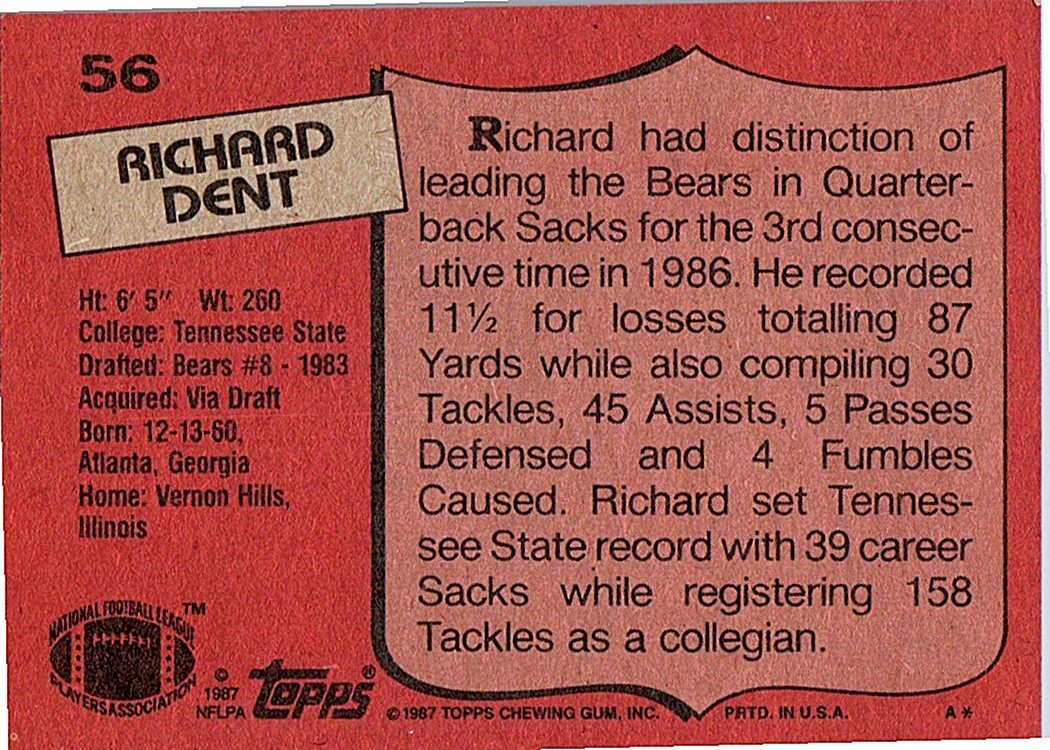 56
RICHARD
DENT
Ht: 6' 5" Wt: 260
College: Tennessee State
Drafted: Bears #8 - 1983
Acquired: Via Draft
Born: 12-13-60,
Atlanta, Georgia
Home: Vernon Hills,
Illinois
NATIONAL FOOTBALL LEAGUE ™
PLAYERS ASSOCIATION
©
1987
NFLPA
topps®
Richard had distinction of
leading the Bears in Quarter-
back Sacks for the 3rd consec-
utive time in 1986. He recorded
11½ for losses totalling 87
Yards while also compiling 30
Tackles, 45 Assists, 5 Passes
Defensed and 4 Fumbles
Caused. Richard set Tennes-
see State record with 39 career
Sacks while registering 158
Tackles as a collegian.
© 1987 TOPPS CHEWING GUM, INC. PRTD. IN U.S.A. A*